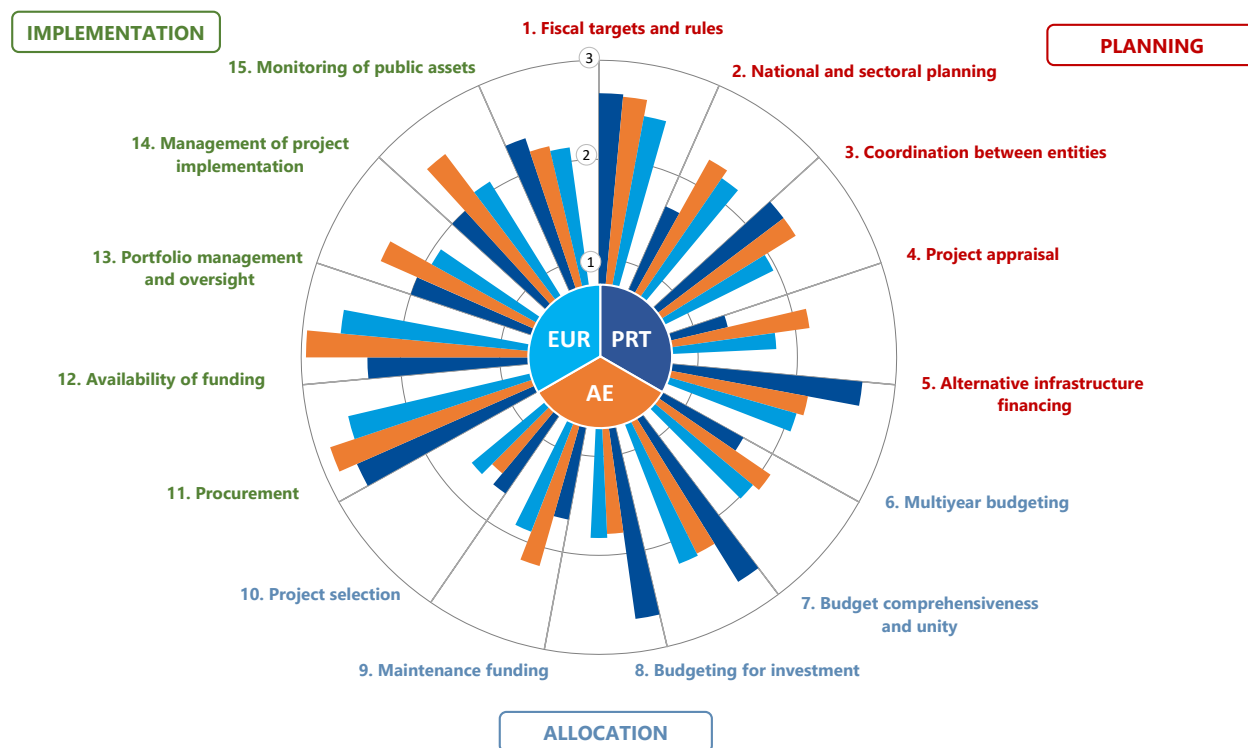 IMPLEMENTATION
PLANNING
1. Fiscal targets and rules
2. National and sectoral planning
3. Coordination between entities
4. Project appraisal
5. Alternative infrastructure
financing
6. Multiyear budgeting
7. Budget comprehensiveness
and unity
8. Budgeting for investment
9. Maintenance funding
10. Project selection
11. Procurement
12. Availability of funding
13. Portfolio management
and oversight
14. Management of project
implementation
15. Monitoring of public assets
3
2
1
EUR
PRT
AE
ALLOCATION